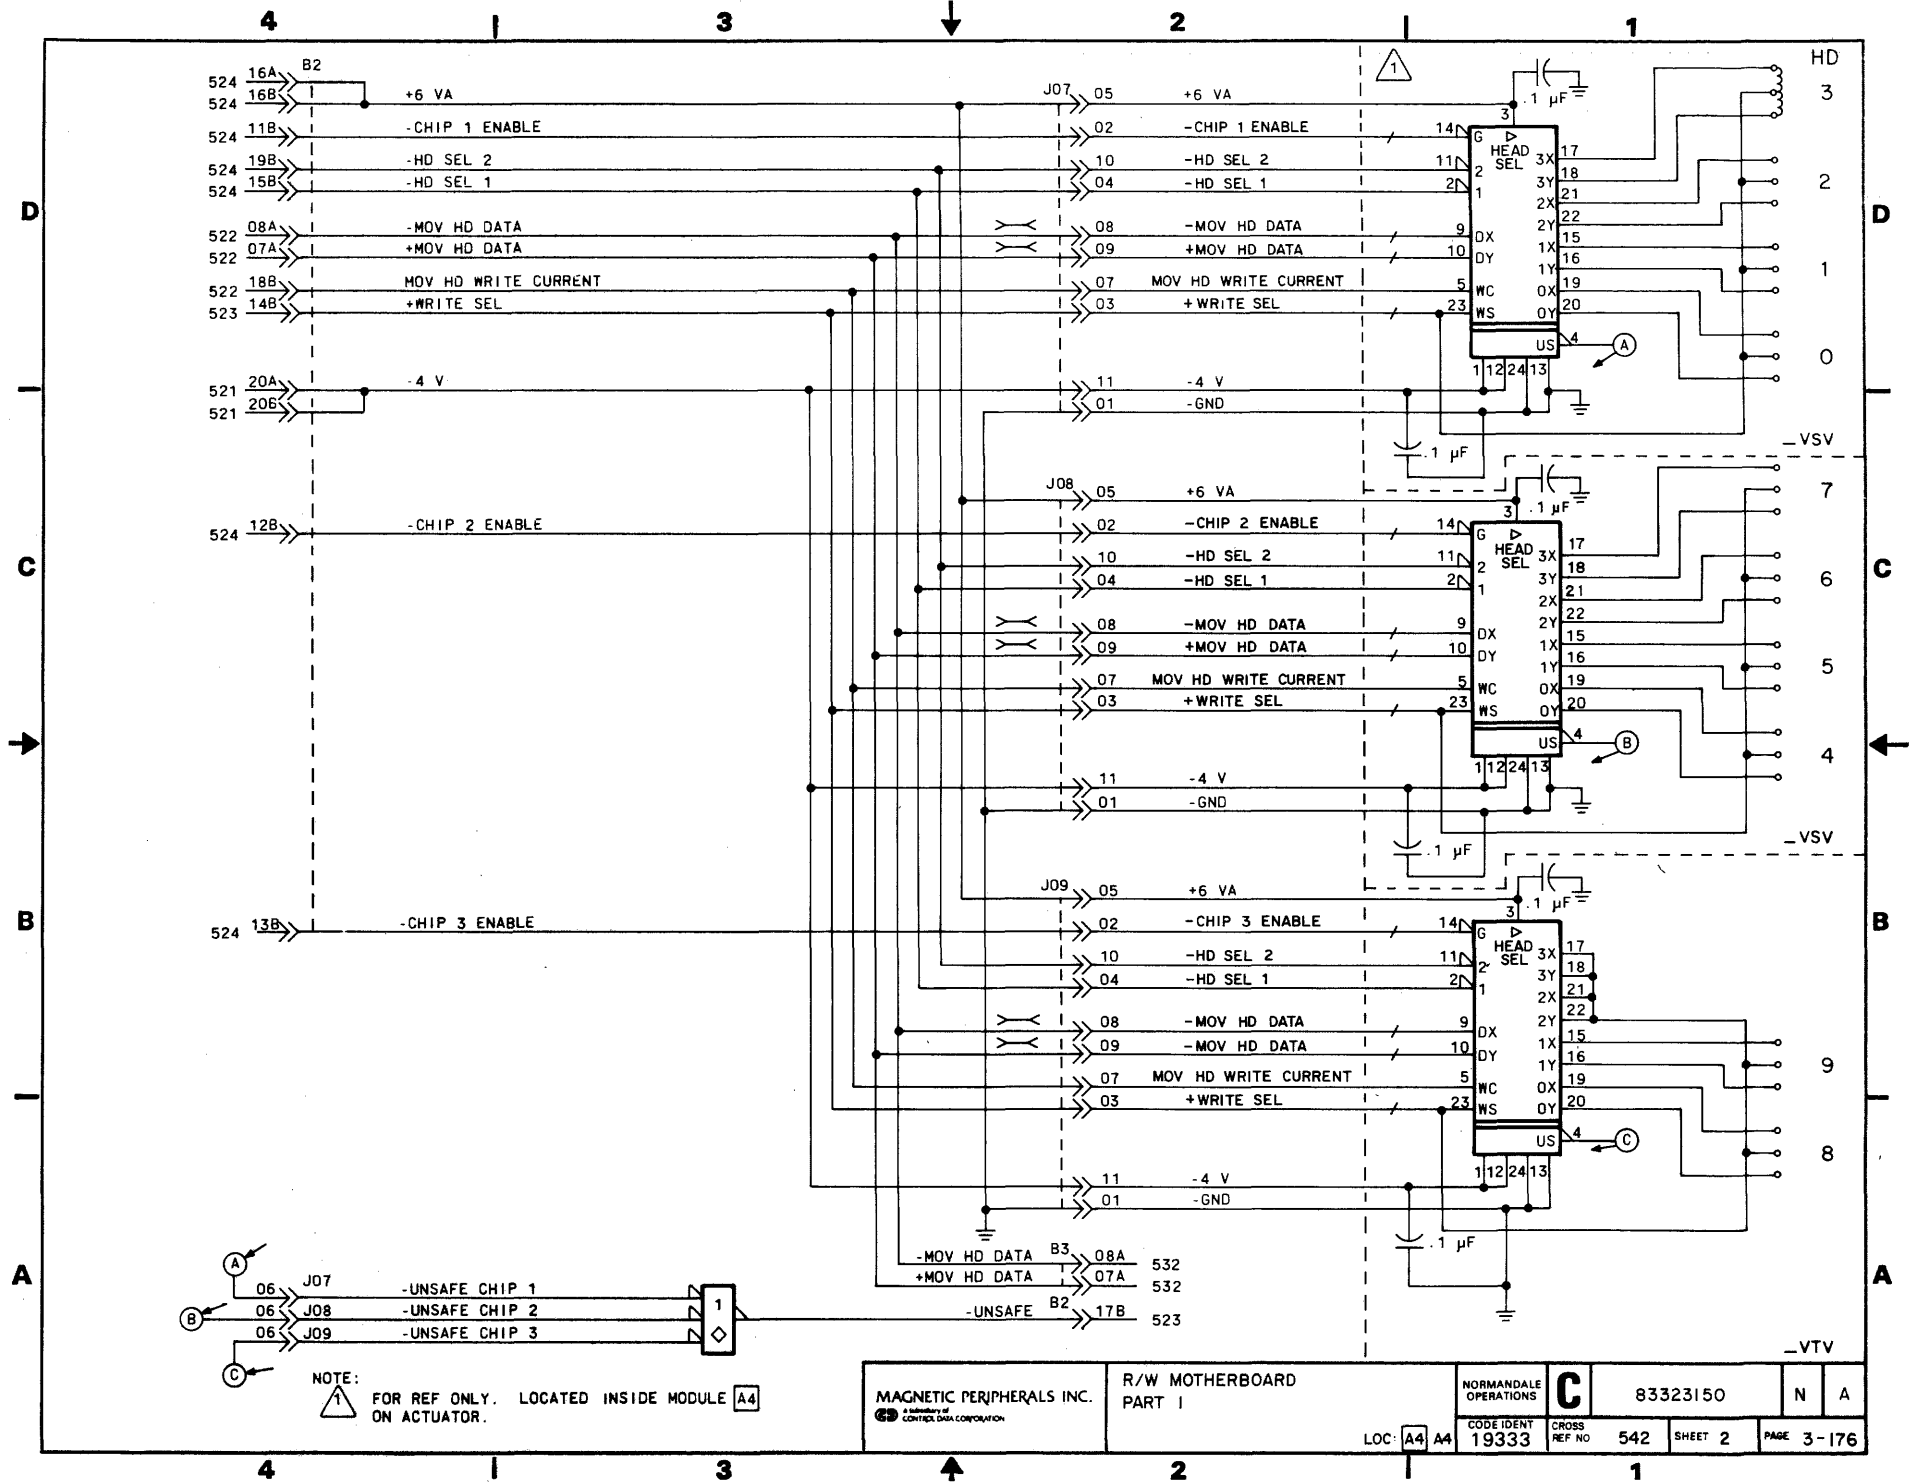 4 3 2 1
HD
524 16A B2
524 16B +6 VA J07 05 +6 VA
.1 µF
3
524 11B -CHIP 1 ENABLE 02 -CHIP 1 ENABLE 14 G
524 19B -HD SEL 2 10 -HD SEL 2 11 2
524 15B -HD SEL 1 04 -HD SEL 1 2 1
522 08A -MOV HD DATA 08 -MOV HD DATA 9 DX
522 07A +MOV HD DATA 09 +MOV HD DATA 10 DY
522 18B MOV HD WRITE CURRENT 07 MOV HD WRITE CURRENT 5 WC
523 14B +WRITE SEL 03 +WRITE SEL 23 WS
HEAD SEL
3X 17
3Y 18
2X 21
2Y 22
1X 15
1Y 16
0X 19
0Y 20
US 4 A
1 12 24 13
3
2
1
0
D D
1
521 20A -4 V 11 -4 V
521 20B 01 -GND
.1 µF
_VSV
J08 05 +6 VA
.1 µF
3
524 12B -CHIP 2 ENABLE 02 -CHIP 2 ENABLE 14 G
10 -HD SEL 2 11 2
04 -HD SEL 1 2 1
08 -MOV HD DATA 9 DX
09 +MOV HD DATA 10 DY
07 MOV HD WRITE CURRENT 5 WC
03 +WRITE SEL 23 WS
HEAD SEL
3X 17
3Y 18
2X 21
2Y 22
1X 15
1Y 16
0X 19
0Y 20
US 4 B
1 12 24 13
7
6
5
4
C C
11 -4 V
01 -GND
.1 µF
_VSV
J09 05 +6 VA
.1 µF
3
524 13B -CHIP 3 ENABLE 02 -CHIP 3 ENABLE 14 G
10 -HD SEL 2 11 2
04 -HD SEL 1 2 1
08 -MOV HD DATA 9 DX
09 -MOV HD DATA 10 DY
07 MOV HD WRITE CURRENT 5 WC
03 +WRITE SEL 23 WS
HEAD SEL
3X 17
3Y 18
2X 21
2Y 22
1X 15
1Y 16
0X 19
0Y 20
US 4 C
1 12 24 13
9
8
B B
11 -4 V
01 -GND
.1 µF
-MOV HD DATA B3 08A 532
+MOV HD DATA 07A 532
-UNSAFE B2 17B 523
A A
A 06 J07 -UNSAFE CHIP 1
B 06 J08 -UNSAFE CHIP 2
C 06 J09 -UNSAFE CHIP 3
1
_VTV
NOTE:
1 FOR REF ONLY. LOCATED INSIDE MODULE A4
ON ACTUATOR.
MAGNETIC PERIPHERALS INC.
a subsidiary of
CONTROL DATA CORPORATION
R/W MOTHERBOARD
PART 1
LOC: A4 A4
NORMANDALE OPERATIONS
C
83323150 N A
CODE IDENT
19333
CROSS REF NO 542
SHEET 2
PAGE 3-176
4 3 2 1